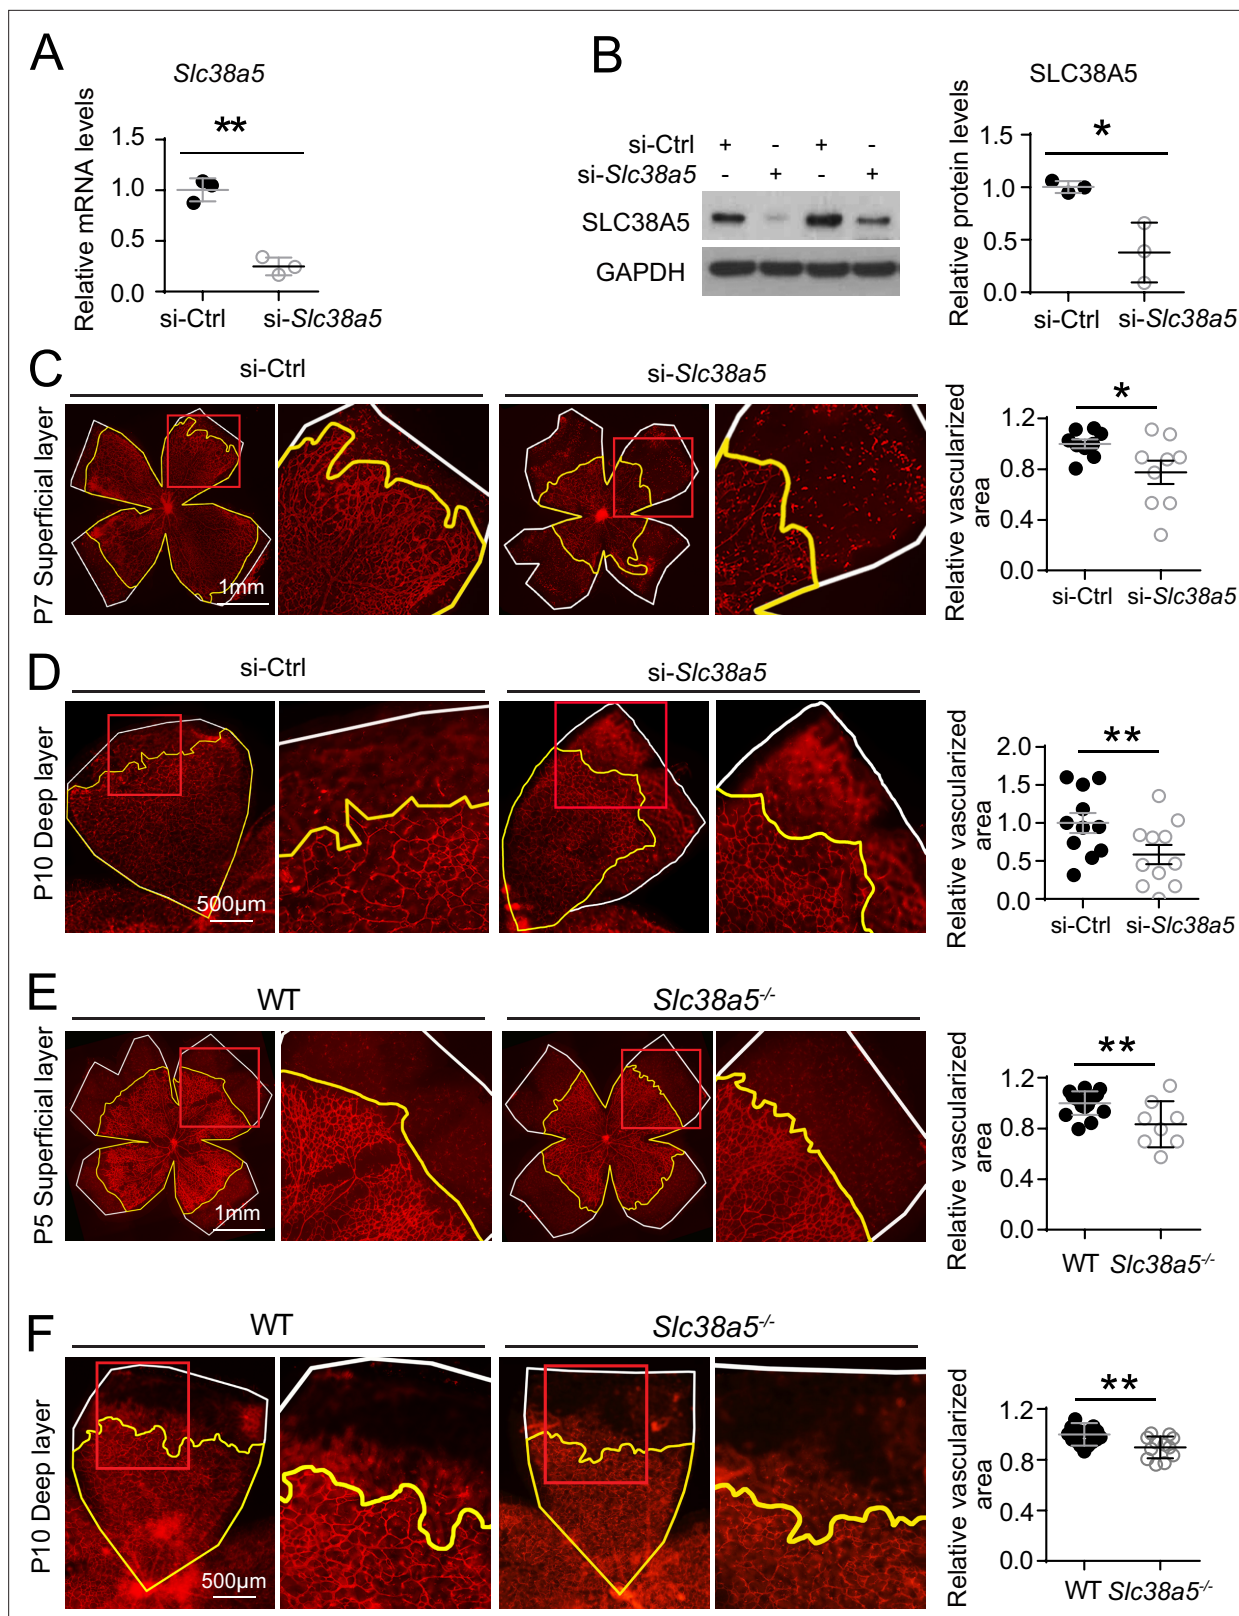 A
Slc38a5
Relative mRNA levels
1.5
1.0
0.5
0.0
**
si-Ctrl
si-Slc38a5
B
si-Ctrl + - + -
si-Slc38a5 - + - +
SLC38A5
GAPDH
SLC38A5
Relative protein levels
1.5
1.0
0.5
0.0
*
si-Ctrl
si-Slc38a5
C
si-Ctrl
si-Slc38a5
P7 Superficial layer
1mm
Relative vascularized
area
1.2
0.8
0.4
0.0
*
si-Ctrl
si-Slc38a5
D
si-Ctrl
si-Slc38a5
P10 Deep layer
500μm
Relative vascularized
area
2.0
1.5
1.0
0.5
0.0
**
si-Ctrl
si-Slc38a5
E
WT
Slc38a5-/-
P5 Superficial layer
1mm
Relative vascularized
area
1.2
0.8
0.4
0.0
**
WT
Slc38a5-/-
F
WT
Slc38a5-/-
P10 Deep layer
500μm
Relative vascularized
area
1.2
0.8
0.4
0.0
**
WT
Slc38a5-/-